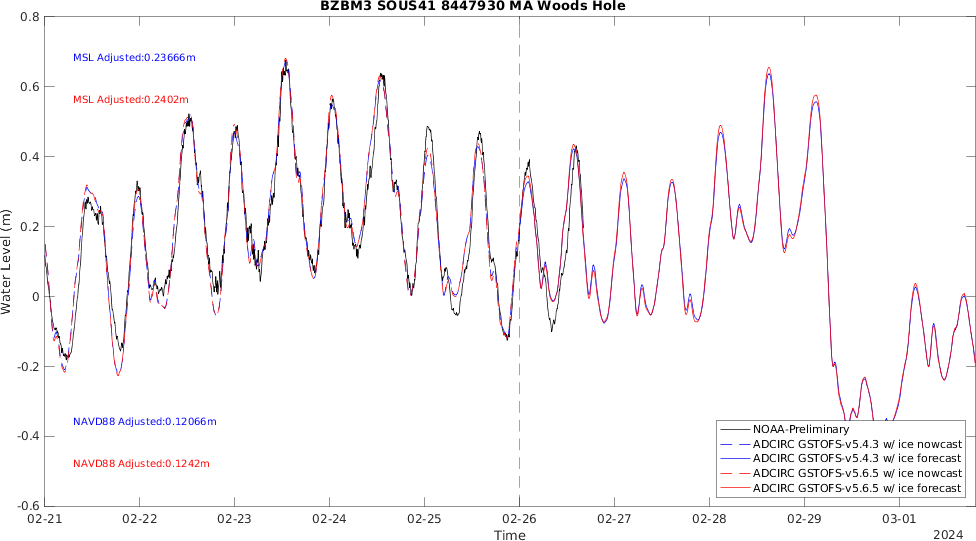 BZBM3 SOUS41 8447930 MA Woods Hole
0.8
0.6
0.4
0.2
0
-0.2
-0.4
-0.6
Water Level (m)
MSL Adjusted:0.23666m
MSL Adjusted:0.2402m
NAVD88 Adjusted:0.12066m
NAVD88 Adjusted:0.1242m
NOAA-Preliminary
ADCIRC GSTOFS-v5.4.3 w/ ice nowcast
ADCIRC GSTOFS-v5.4.3 w/ ice forecast
ADCIRC GSTOFS-v5.6.5 w/ ice nowcast
ADCIRC GSTOFS-v5.6.5 w/ ice forecast
02-21 02-22 02-23 02-24 02-25 02-26 02-27 02-28 02-29 03-01
Time
2024